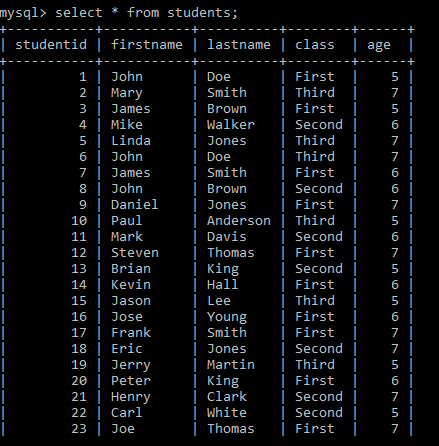 mysql> select * from students;
+-----------+-----------+----------+--------+-----+
| studentid | firstname | lastname | class | age |
+-----------+-----------+----------+--------+-----+
| 1 | John | Doe | First | 5 |
| 2 | Mary | Smith | Third | 7 |
| 3 | James | Brown | First | 5 |
| 4 | Mike | Walker | Second | 6 |
| 5 | Linda | Jones | Third | 7 |
| 6 | John | Doe | Third | 7 |
| 7 | James | Smith | First | 6 |
| 8 | John | Brown | Second | 6 |
| 9 | Daniel | Jones | First | 7 |
| 10 | Paul | Anderson | Third | 5 |
| 11 | Mark | Davis | Second | 6 |
| 12 | Steven | Thomas | First | 7 |
| 13 | Brian | King | Second | 5 |
| 14 | Kevin | Hall | First | 6 |
| 15 | Jason | Lee | Third | 5 |
| 16 | Jose | Young | First | 6 |
| 17 | Frank | Smith | First | 7 |
| 18 | Eric | Jones | Second | 7 |
| 19 | Jerry | Martin | Third | 5 |
| 20 | Peter | King | First | 6 |
| 21 | Henry | Clark | Second | 7 |
| 22 | Carl | White | Second | 5 |
| 23 | Joe | Thomas | First | 7 |